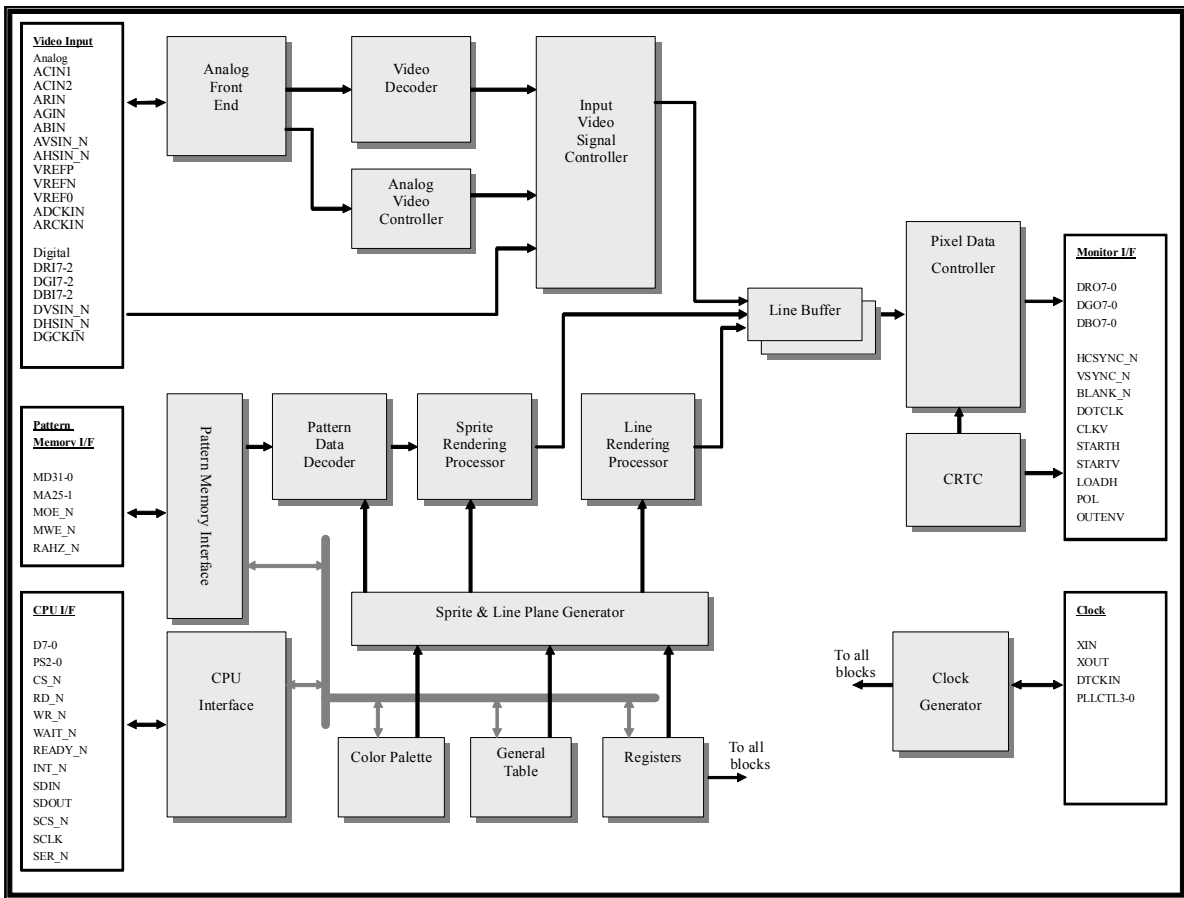 Video Input
Analog
ACIN1
ACIN2
ARIN
AGIN
ABIN
AVSIN_N
AHSIN_N
VREFP
VREFN
VREF0
ADCKIN
ARCKIN
Digital
DRI7-2
DGI7-2
DBI7-2
DVSIN_N
DHSIN_N
DGCKIN
Analog
Front
End
Video
Decoder
Analog
Video
Controller
Input
Video
Signal
Controller
Line Buffer
Pixel Data
Controller
Monitor I/F
DRO7-0
DGO7-0
DBO7-0
HCSYNC_N
VSYNC_N
BLANK_N
DOTCLK
CLKV
STARTH
STARTV
LOADH
POL
OUTENV
CRTC
Pattern
Memory I/F
MD31-0
MA25-1
MOE_N
MWE_N
RAHZ_N
Pattern Memory Interface
Pattern
Data
Decoder
Sprite
Rendering
Processor
Line
Rendering
Processor
Sprite & Line Plane Generator
CPU I/F
D7-0
PS2-0
CS_N
RD_N
WR_N
WAIT_N
READY_N
INT_N
SDIN
SDOUT
SCS_N
SCLK
SER_N
CPU
Interface
Color Palette
General
Table
Registers
To all
blocks
To all
blocks
Clock
Generator
Clock
XIN
XOUT
DTCKIN
PLLCTL3-0